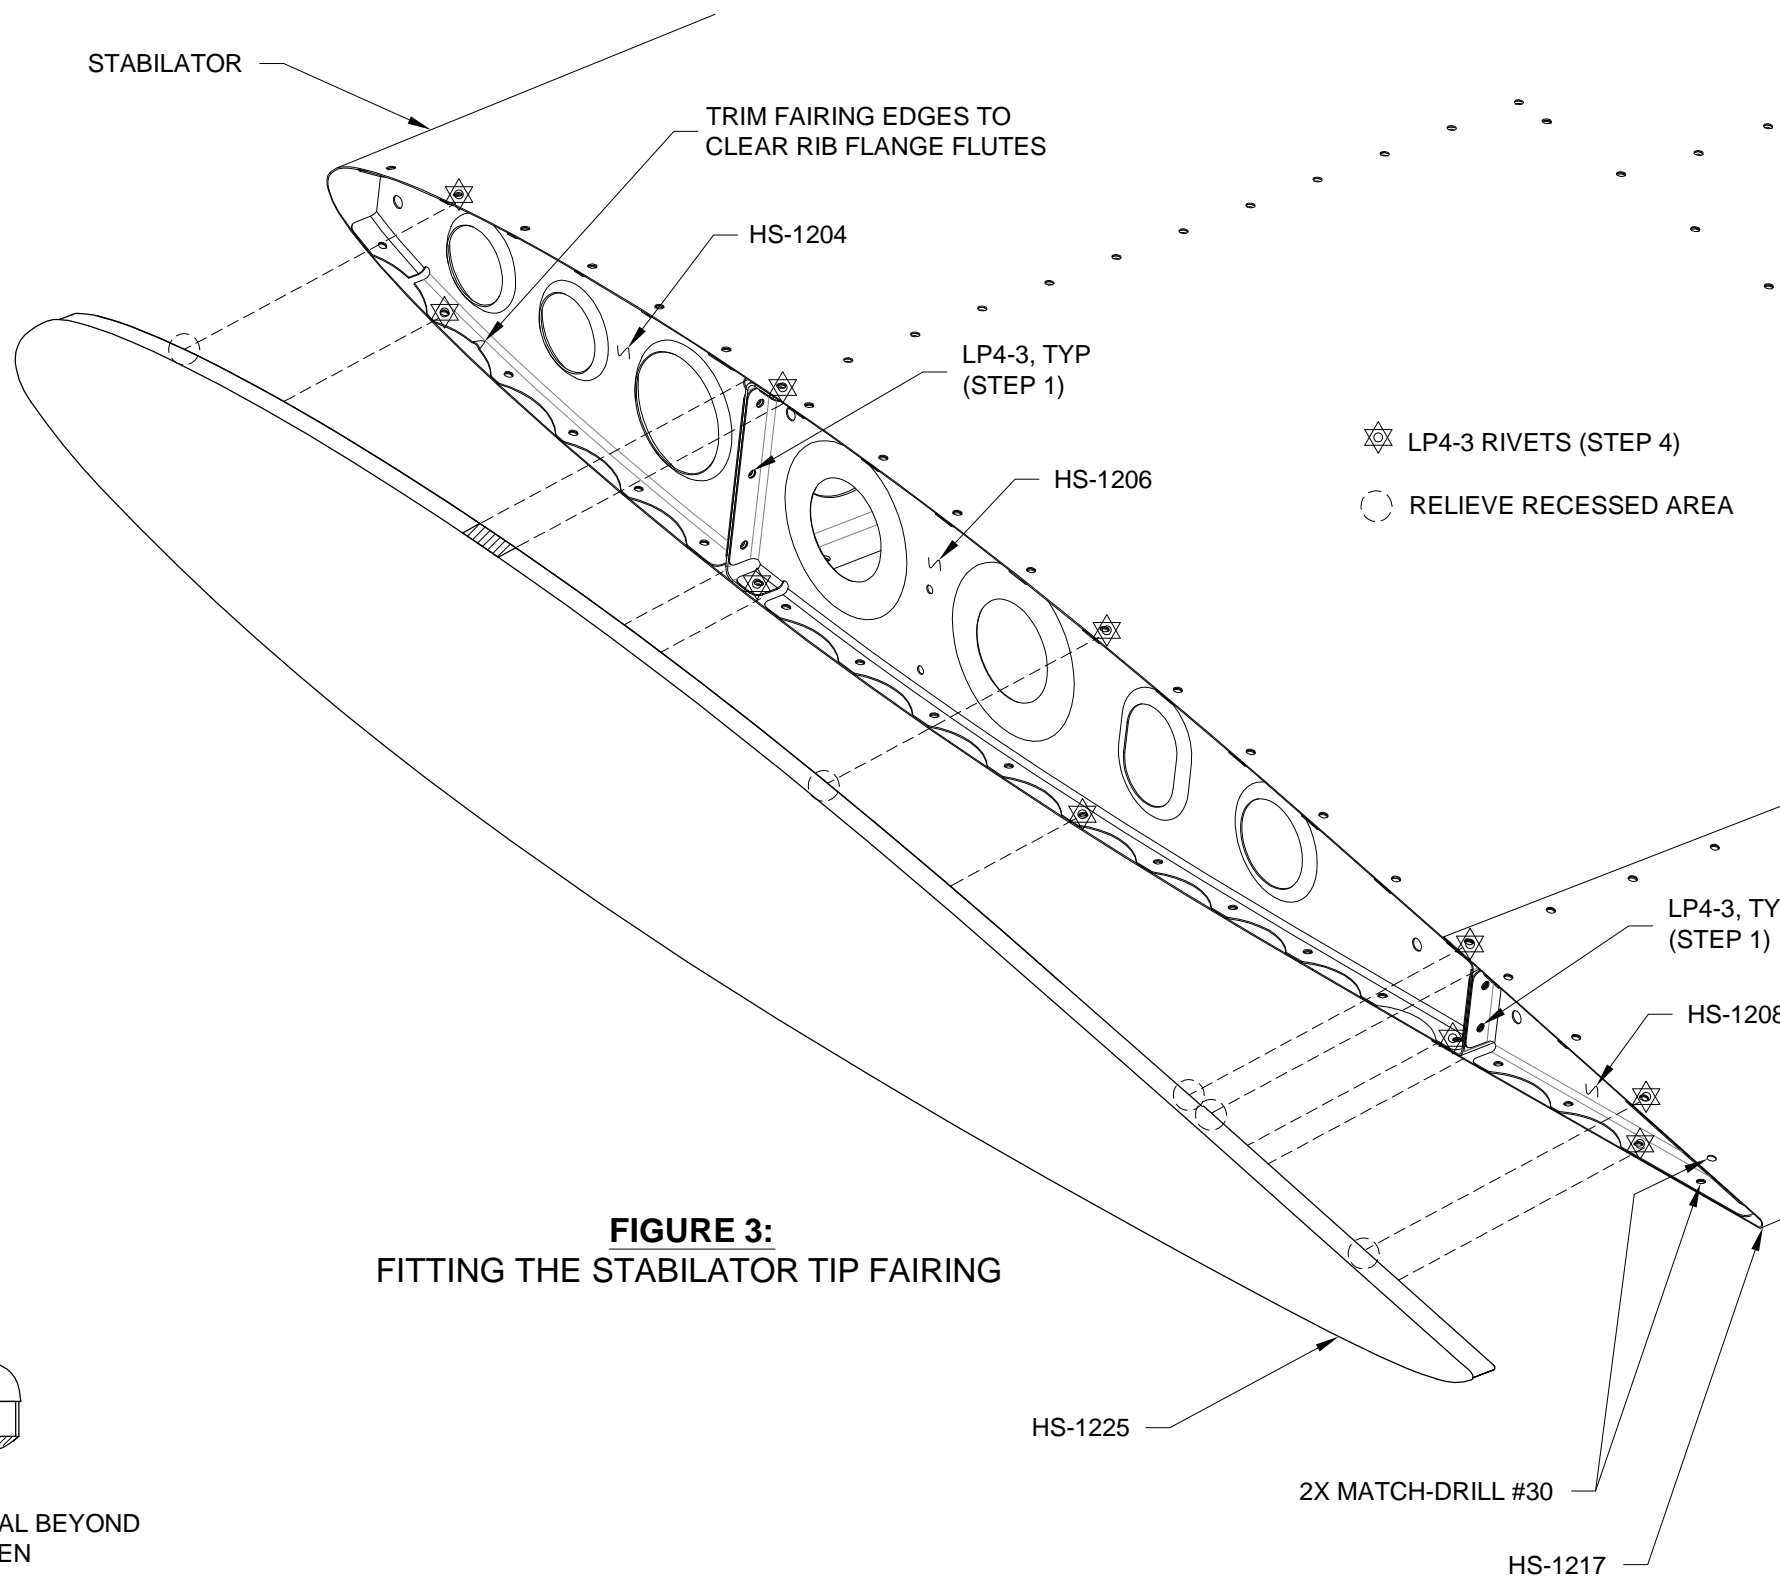 STABILATOR
TRIM FAIRING EDGES TO
CLEAR RIB FLANGE FLUTES
HS-1204
LP4-3, TYP
(STEP 1)
LP4-3 RIVETS (STEP 4)
HS-1206
RELIEVE RECESSED AREA
LP4-3, TY
(STEP 1)
HS-1208
FIGURE 3:
FITTING THE STABILATOR TIP FAIRING
HS-1225
2X MATCH-DRILL #30
AL BEYOND
EN
HS-1217